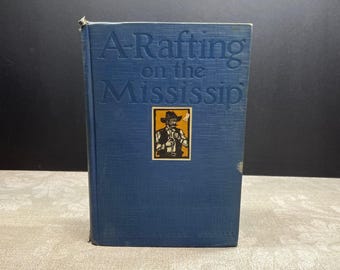 A-Rafting
on the
Mississip